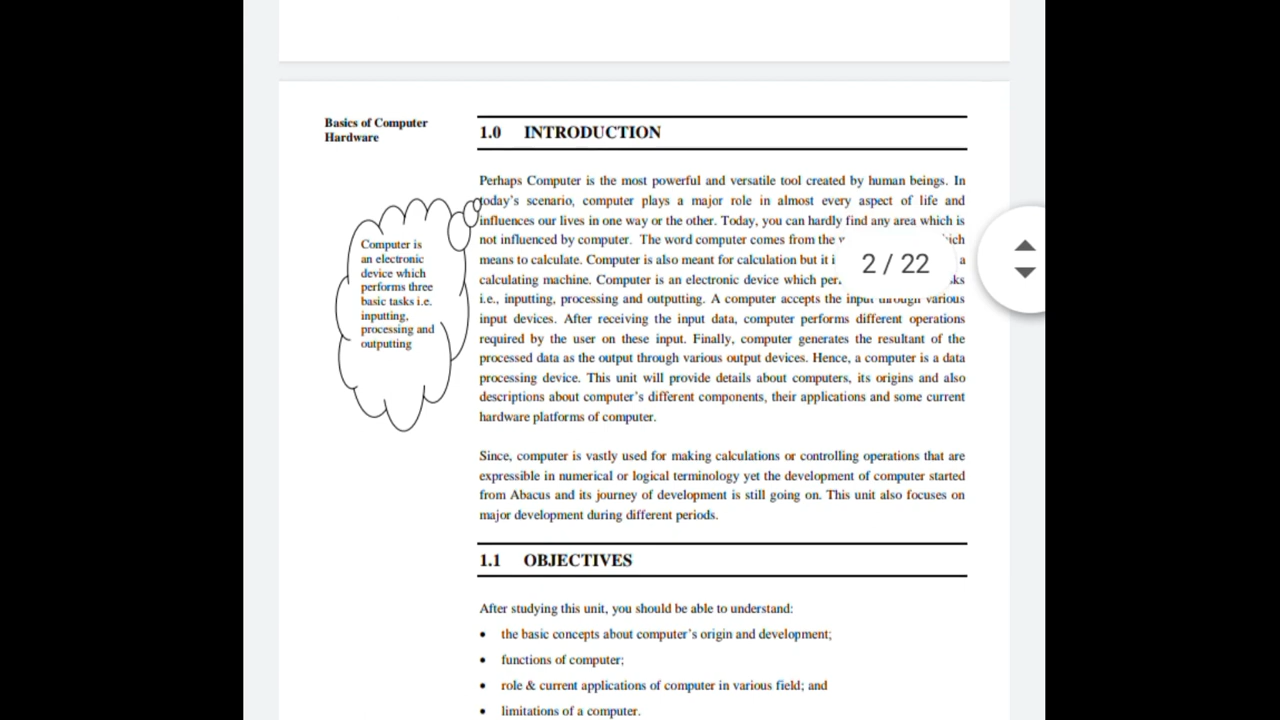 Basics of Computer
Hardware
1.0 INTRODUCTION
Perhaps Computer is the most powerful and versatile tool created by human beings. In
today's scenario, computer plays a major role in almost every aspect of life and
influences our lives in one way or the other. Today, you can hardly find any area which is
not influenced by computer. The word computer comes from the
means to calculate. Computer is also meant for calculation but it a
calculating machine. Computer is an electronic device which
i.e., inputting, processing and outputting. A computer accepts the input through various
input devices. After receiving the input data, computer performs different operations
required by the user on these input. Finally, computer generates the resultant of the
processed data as the output through various output devices. Hence, a computer is a data
processing device. This unit will provide details about computers, its origins and also
descriptions about computer's different components, their applications and some current
hardware platforms of computer.
Computer is
an electronic
device which
performs three
basic tasks i.e.
inputting,
processing and
outputting
2 / 22
Since, computer is vastly used for making calculations or controlling operations that are
expressible in numerical or logical terminology yet the development of computer started
from Abacus and its journey of development is still going on. This unit also focuses on
major development during different periods.
1.1 OBJECTIVES
After studying this unit, you should be able to understand:
• the basic concepts about computer's origin and development;
• functions of computer;
• role & current applications of computer in various field; and
• limitations of a computer.